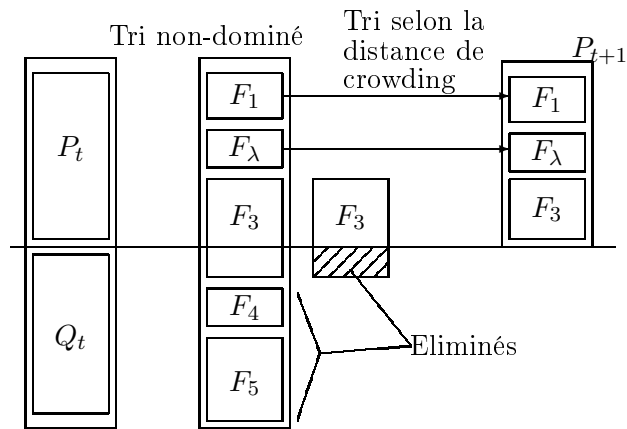 Tri non-dominé
Tri selon la
distance de
crowding
P_{t+1}
P_t
Q_t
F_1
F_λ
F_3
F_4
F_5
F_3
F_1
F_λ
F_3
Eliminés